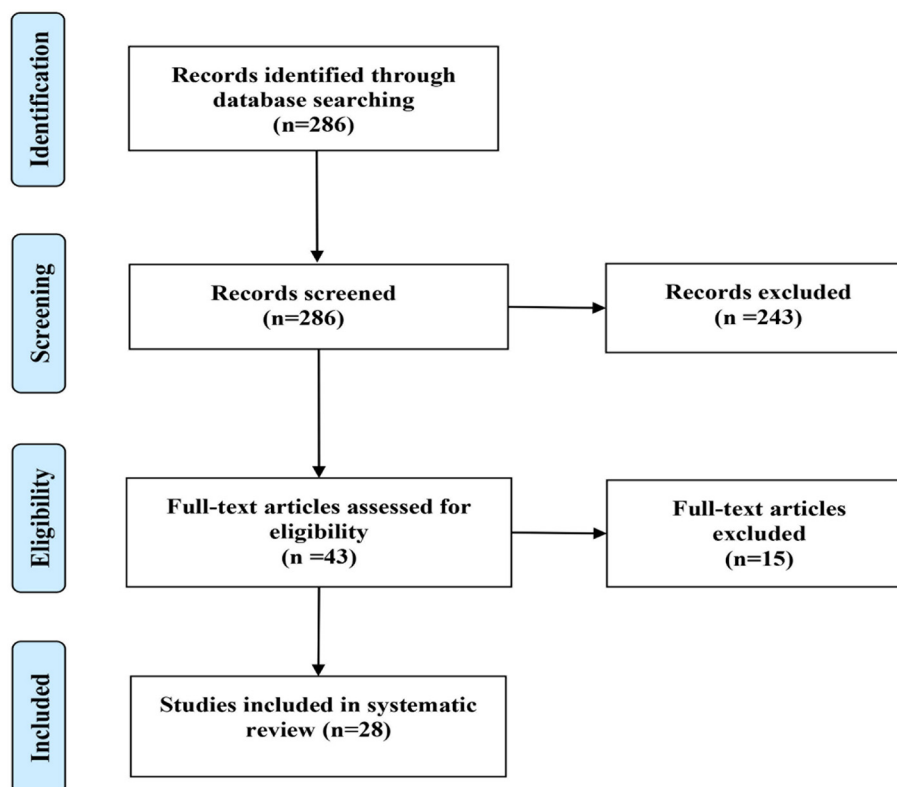 Identification
Records identified through
database searching
(n=286)
Screening
Records screened
(n=286)
Records excluded
(n =243)
Eligibility
Full-text articles assessed for
eligibility
(n =43)
Full-text articles
excluded
(n=15)
Included
Studies included in systematic
review (n=28)